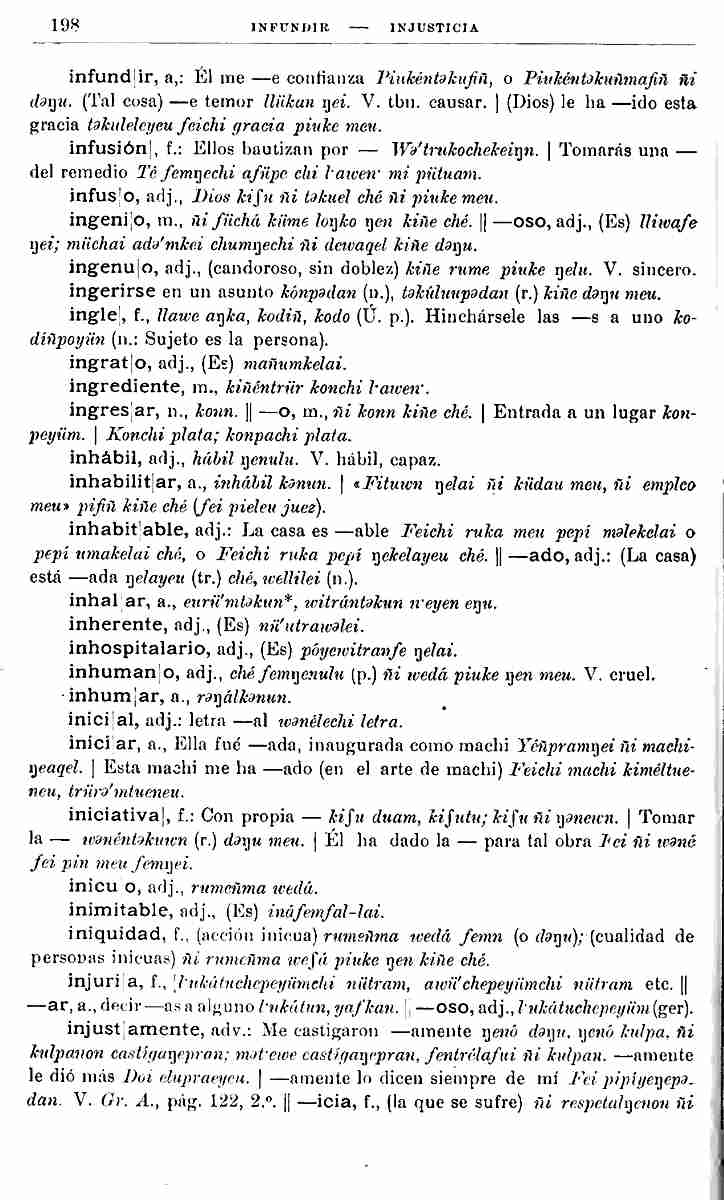 198 INFUNDIR — INJUSTICIA
infund|ir, a,: Él me —e confianza Piukéntəkufiñ, o Piukéntəkuñmafiñ ñi
dəŋu. (Tal cosa) —e temor llükan ŋei. V. tbn. causar. | (Dios) le ha —ido esta
gracia təkuleleyeu feichi gracia piuke meu.
infusión|, f.: Ellos bautizan por — Wə'trukochekeiŋn. | Tomarás una —
del remedio Té femŋechi afüpe chi l·awen· mi pütuam.
infus|o, adj., Dios kiʃu ñi təkuel ché ñi piuke meu.
ingeni|o, m., ñi füchá küme loŋko ŋen kiñe ché. || —oso, adj., (Es) lliwafe
ŋei; müchai adə'mkei chumŋechi ñi dewaqel kiñe dəŋu.
ingenu|o, adj., (candoroso, sin doblez) kiñe rume piuke ŋelu. V. sincero.
ingerirse en un asunto kónpədan (n.), təkúluupədan (r.) kiñe dəŋu meu.
ingle|, f., llawe aŋka, kodiñ, kodo (Ú. p.). Hinchársele las —s a uno ko-
díñpoyün (n.: Sujeto es la persona).
ingrat|o, adj., (Es) mañumkelai.
ingrediente, m., kiñéntrür konchi l·awen·.
ingres|ar, n., konn. || —o, m., ñi konn kiñe ché. | Entrada a un lugar kon-
peyüm. | Konchi plata; konpachi plata.
inhábil, adj., hábil ŋenulu. V. hábil, capaz.
inhabilit|ar, a., inhábil kənun. | «Fituwn ŋelai ñi küdau meu, ñi empleo
meu» pifiñ kiñe ché (fei pieleu juez).
inhabit|able, adj.: La casa es —able Feichi ruka meu pepí məlekelai o
pepí umakelai ché, o Feichi ruka pepí ŋekelayeu ché. || —ado, adj.: (La casa)
está —ada ŋelayeu (tr.) ché, wellilei (n.).
inhal|ar, a., eurü'mtəkun*, witrántəkun n·eyen eŋu.
inherente, adj., (Es) nü'utrawəlei.
inhospitalario, adj., (Es) póyewitranfe ŋelai.
inhuman|o, adj., ché femŋenulu (p.) ñi wedá piuke ŋen meu. V. cruel.
inhum|ar, a., rəŋálkənun.
inici|al, adj.: letra —al wənélechi letra.
inici|ar, a., Ella fué —ada, inaugurada como machi Yéñpramŋei ñi machi-
ŋeaqel. | Esta machi me ha —ado (en el arte de machi) Feichi machi kiméltue-
neu, trürə'mtueneu.
iniciativa|, f.: Con propia — kiʃu duam, kiʃutu; kiʃu ñi ŋənewn. | Tomar
la — wənéntəkuwn (r.) dəŋu meu. | Él ha dado la — para tal obra Fei ñi wəné
fei pin meu femŋei.
inicu|o, adj., rumeñma wedá.
inimitable, adj., (Es) ináfemfal-lai.
iniquidad, f., (acción inicua) rumeñma wedá femn (o dəŋu); (cualidad de
personas inicuas) ñi rumeñma weʃá piuke ŋen kiñe ché.
injuri|a, f., l·ukátuchepeyümchi nütram, awü'chepeyümchi nütram etc. ||
—ar, a., decir —as a alguno l·ukátun, yafkan. |, —oso, adj., l·ukátuchepeyüm (ger).
injust|amente, adv.: Me castigaron —amente ŋenó dəŋu, ŋenó kulpa, ñi
kulpanon castigaŋepran; mət·ewe castígaŋepran, fentrélafui ñi kulpan. —amente
le dió más Doi elupraeyeu. | —amente lo dicen siempre de mí Fei pipíyeŋepə-
dan. V. Gr. A., pág. 122, 2.º. || —icia, f., (la que se sufre) ñi respetalŋenon ñi